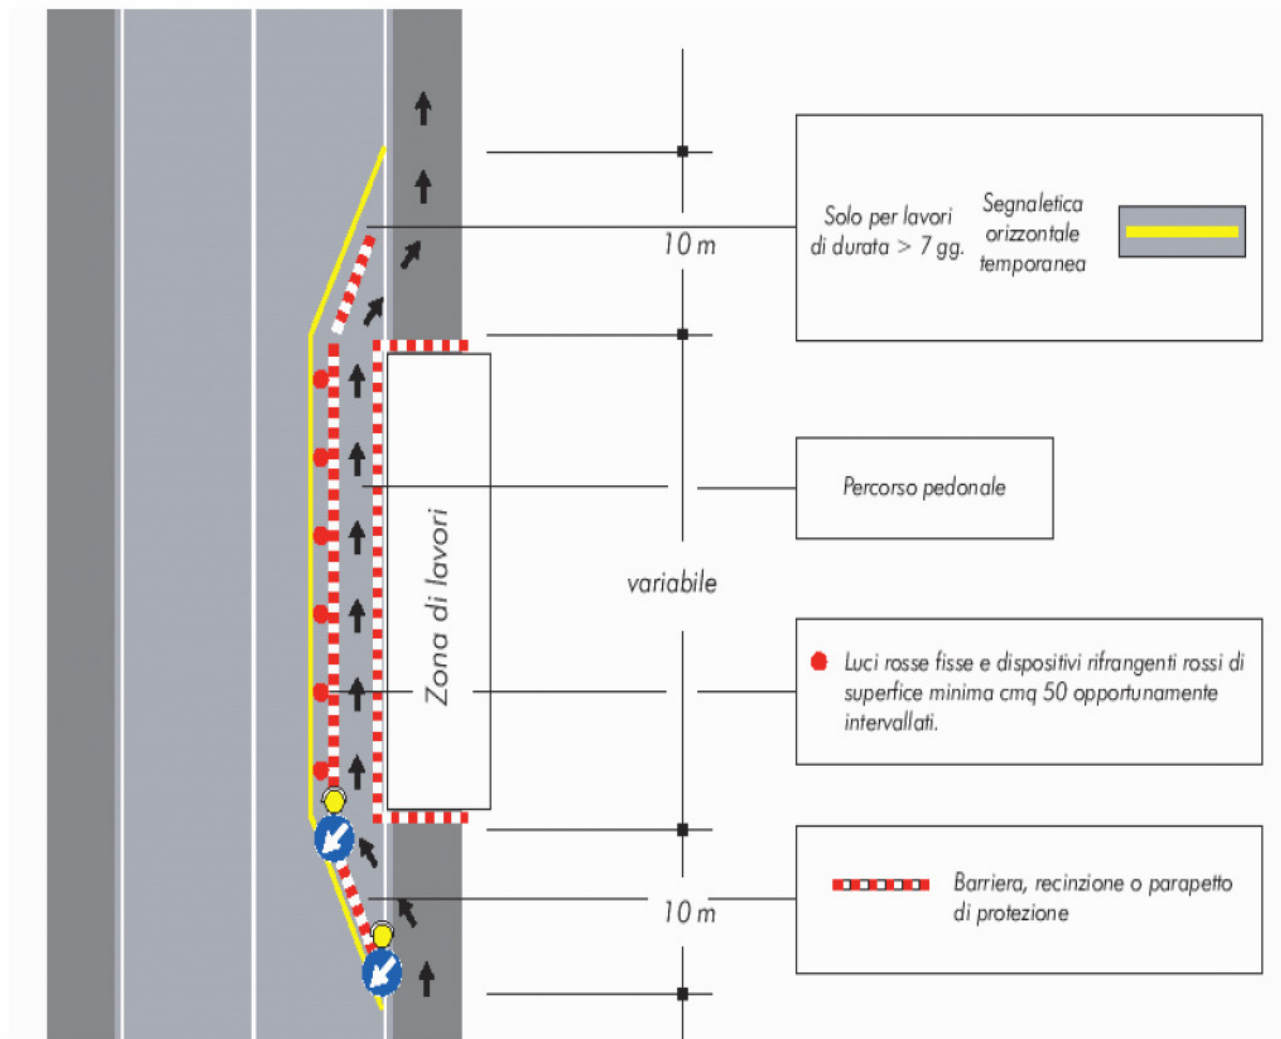 Solo per lavori
di durata > 7 gg.
Segnaletica
orizzontale
temporanea
10 m
Percorso pedonale
variabile
Zona di lavori
Luci rosse fisse e dispositivi rifrangenti rossi di
superfice minima cmq 50 opportunamente
intervallati.
Barriera, recinzione o parapetto
di protezione
10 m